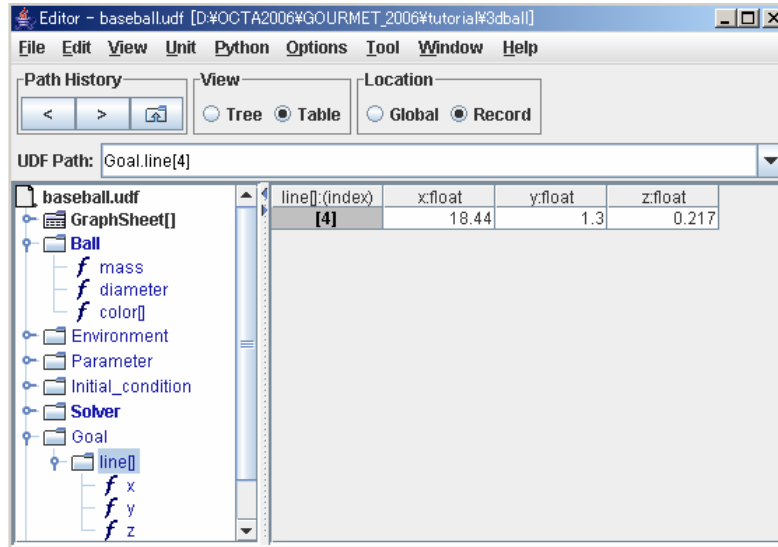 Editor - baseball.udf [D:¥OCTA2006¥GOURMET_2006¥tutorial¥3dball]
File Edit View Unit Python Options Tool Window Help
Path History View Location
< > Tree Table Global Record
UDF Path: Goal.line[4]
baseball.udf
GraphSheet[]
Ball
f mass
f diameter
f color[]
Environment
Parameter
Initial_condition
Solver
Goal
line[]
f x
f y
f z
line[]:(index) x:float y:float z:float
[4] 18.44 1.3 0.217